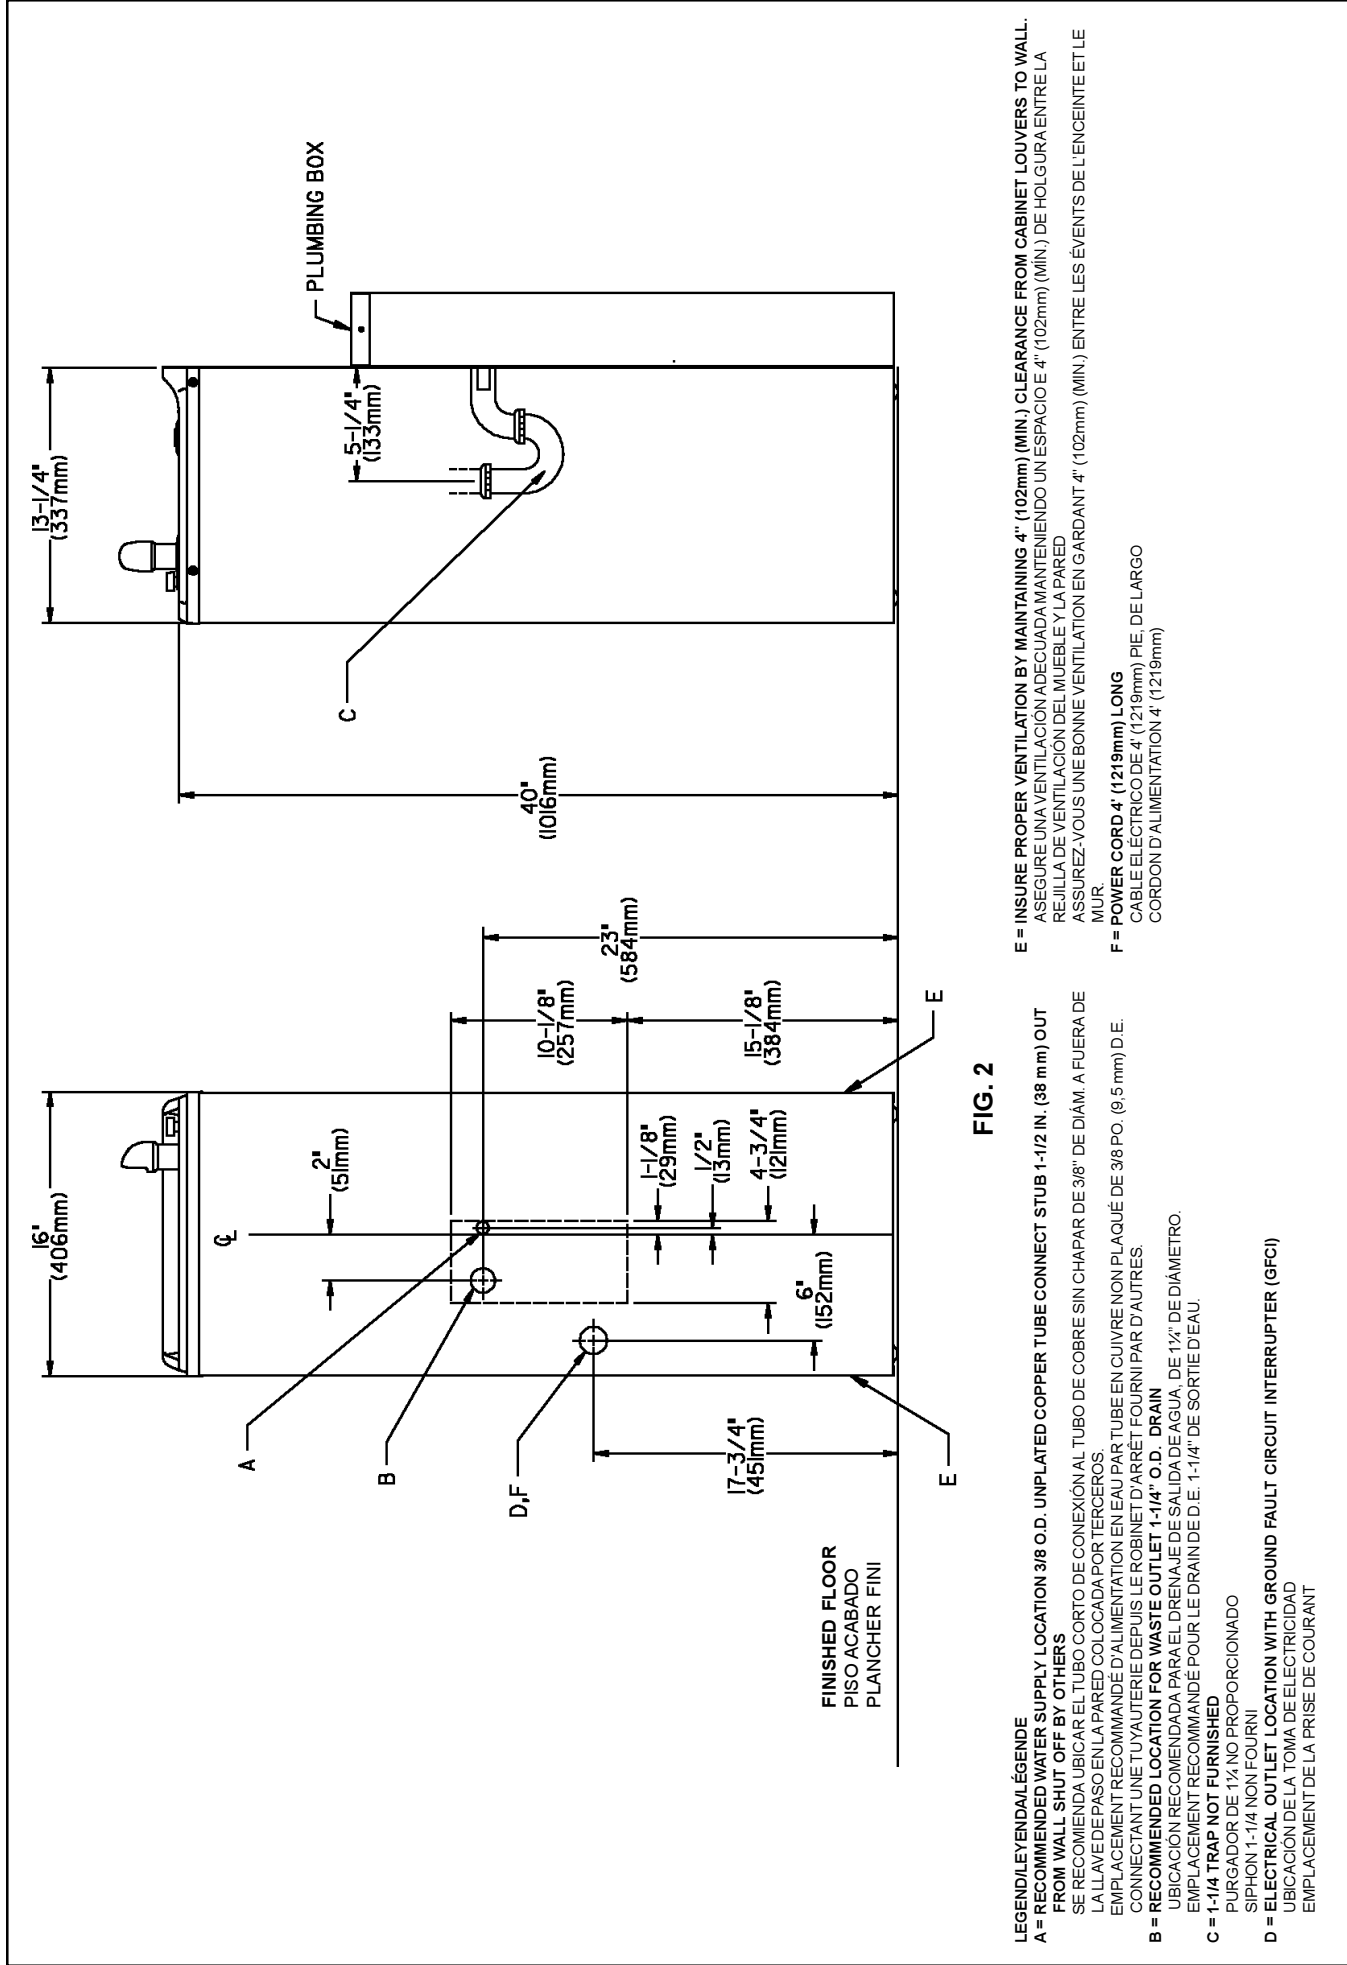 16"
(406mm)
℄
2"
(51mm)
A
B
D,F
10-1/8"
(257mm)
23"
(584mm)
15-1/8"
(384mm)
1-1/8"
(29mm)
1/2"
(13mm)
4-3/4"
(121mm)
6"
(152mm)
17-3/4"
(451mm)
E
E
FINISHED FLOOR
PISO ACABADO
PLANCHER FINI
13-1/4"
(337mm)
PLUMBING BOX
5-1/4"
(133mm)
C
40"
(1016mm)
FIG. 2
LEGEND/LEYENDA/LÉGENDE
A = RECOMMENDED WATER SUPPLY LOCATION 3/8 O.D. UNPLATED COPPER TUBE CONNECT STUB 1-1/2 IN. (38 mm) OUT
FROM WALL SHUT OFF BY OTHERS
SE RECOMIENDA UBICAR EL TUBO CORTO DE CONEXIÓN AL TUBO DE COBRE SIN CHAPAR DE 3/8" DE DIÁM. A FUERA DE
LA LLAVE DE PASO EN LA PARED COLOCADA POR TERCEROS.
EMPLACEMENT RECOMMANDÉ D'ALIMENTATION EN EAU PAR TUBE EN CUIVRE NON PLAQUÉ DE 3/8 PO. (9,5 mm) D.E.
CONNECTANT UNE TUYAUTERIE DEPUIS LE ROBINET D'ARRÊT FOURNI PAR D'AUTRES.
B = RECOMMENDED LOCATION FOR WASTE OUTLET 1-1/4" O.D. DRAIN
UBICACIÓN RECOMENDADA PARA EL DRENAJE DE SALIDA DE AGUA, DE 1¼" DE DIÁMETRO.
EMPLACEMENT RECOMMANDÉ POUR LE DRAIN DE D.E. 1-1/4" DE SORTIE D'EAU.
C = 1-1/4 TRAP NOT FURNISHED
PURGADOR DE 1¼ NO PROPORCIONADO
SIPHON 1-1/4 NON FOURNI
D = ELECTRICAL OUTLET LOCATION WITH GROUND FAULT CIRCUIT INTERRUPTER (GFCI)
UBICACIÓN DE LA TOMA DE ELECTRICIDAD
EMPLACEMENT DE LA PRISE DE COURANT
E = INSURE PROPER VENTILATION BY MAINTAINING 4" (102mm) (MIN.) CLEARANCE FROM CABINET LOUVERS TO WALL.
ASEGURE UNA VENTILACIÓN ADECUADA MANTENIENDO UN ESPACIO E 4" (102mm) (MÍN.) DE HOLGURA ENTRE LA
REJILLA DE VENTILACIÓN DEL MUEBLE Y LA PARED
ASSUREZ-VOUS UNE BONNE VENTILATION EN GARDANT 4" (102mm) (MIN.) ENTRE LES ÉVENTS DE L'ENCEINTE ET LE
MUR.
F = POWER CORD 4' (1219mm) LONG
CABLE ELÉCTRICO DE 4' (1219mm) PIE, DE LARGO
CORDON D'ALIMENTATION 4' (1219mm)